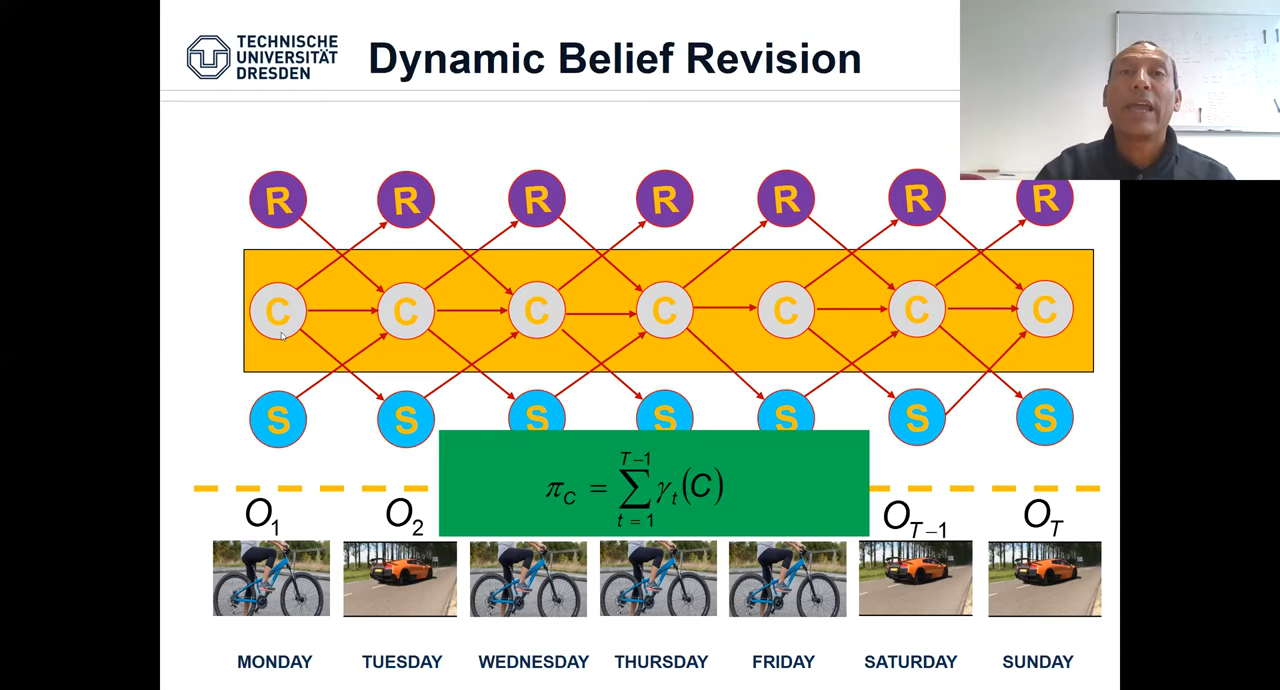 TECHNISCHE
UNIVERSITÄT
DRESDEN
Dynamic Belief Revision
R R R R R R R
C C C C C C C
S S S S S S S
π_C = ∑_{t = 1}^{T−1} γ_t(C)
O_1 O_2 O_{T−1} O_T
MONDAY TUESDAY WEDNESDAY THURSDAY FRIDAY SATURDAY SUNDAY